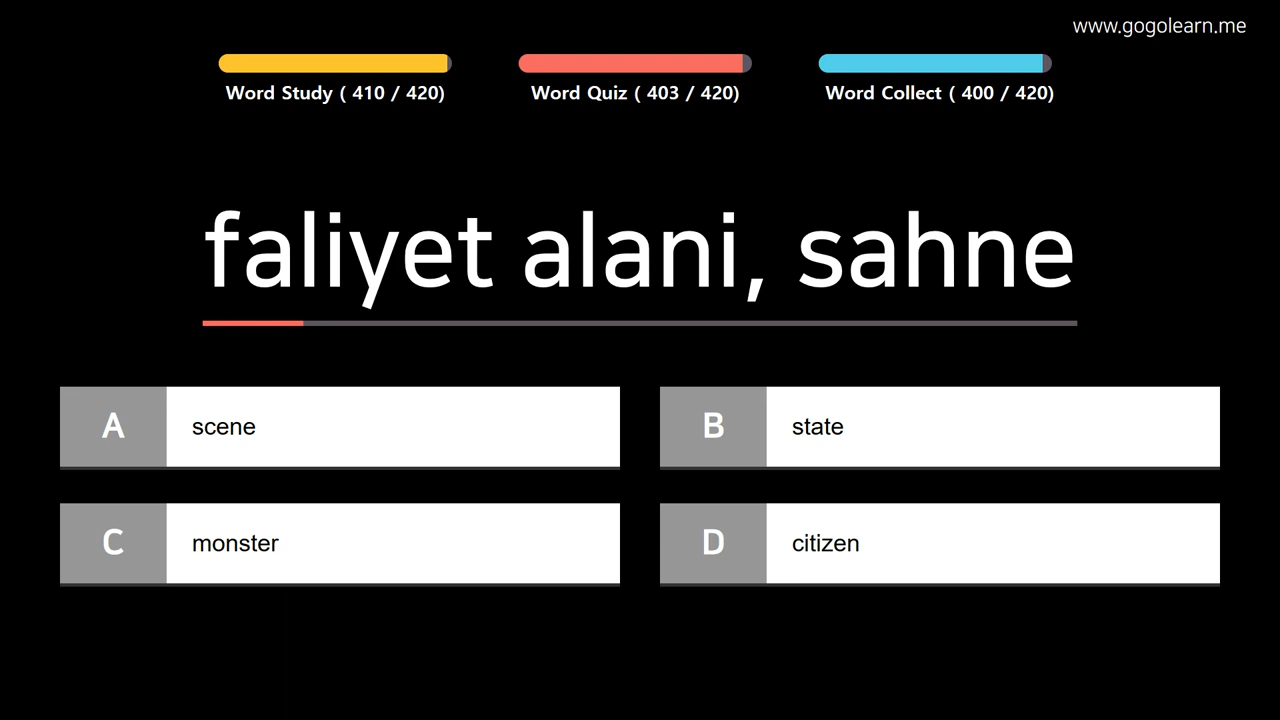 www.gogolearn.me
Word Study ( 410 / 420)
Word Quiz ( 403 / 420)
Word Collect ( 400 / 420)
faliyet alani, sahne
A scene
B state
C monster
D citizen